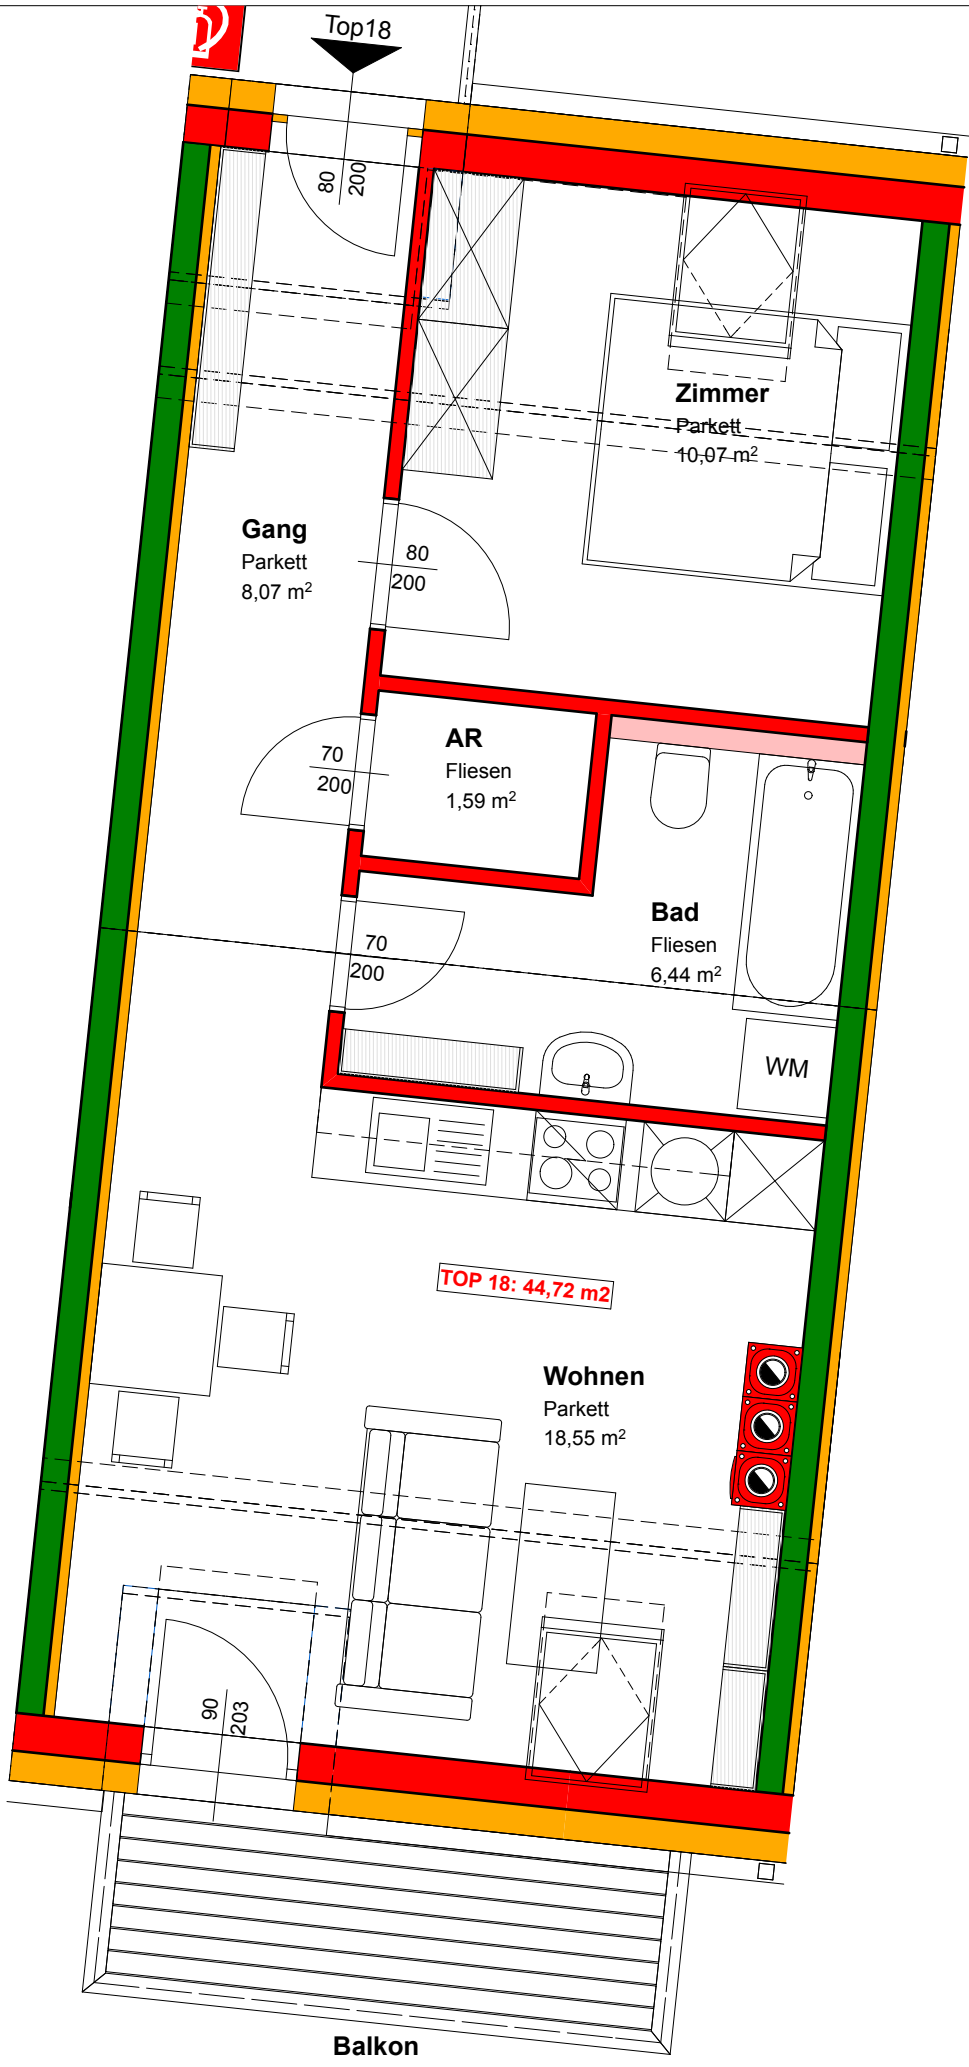 Top18
80
200
Zimmer
Parkett
10,07 m²
Gang
Parkett
8,07 m²
80
200
AR
Fliesen
1,59 m²
70
200
Bad
Fliesen
6,44 m²
70
200
WM
TOP 18: 44,72 m2
Wohnen
Parkett
18,55 m²
90
203
Balkon